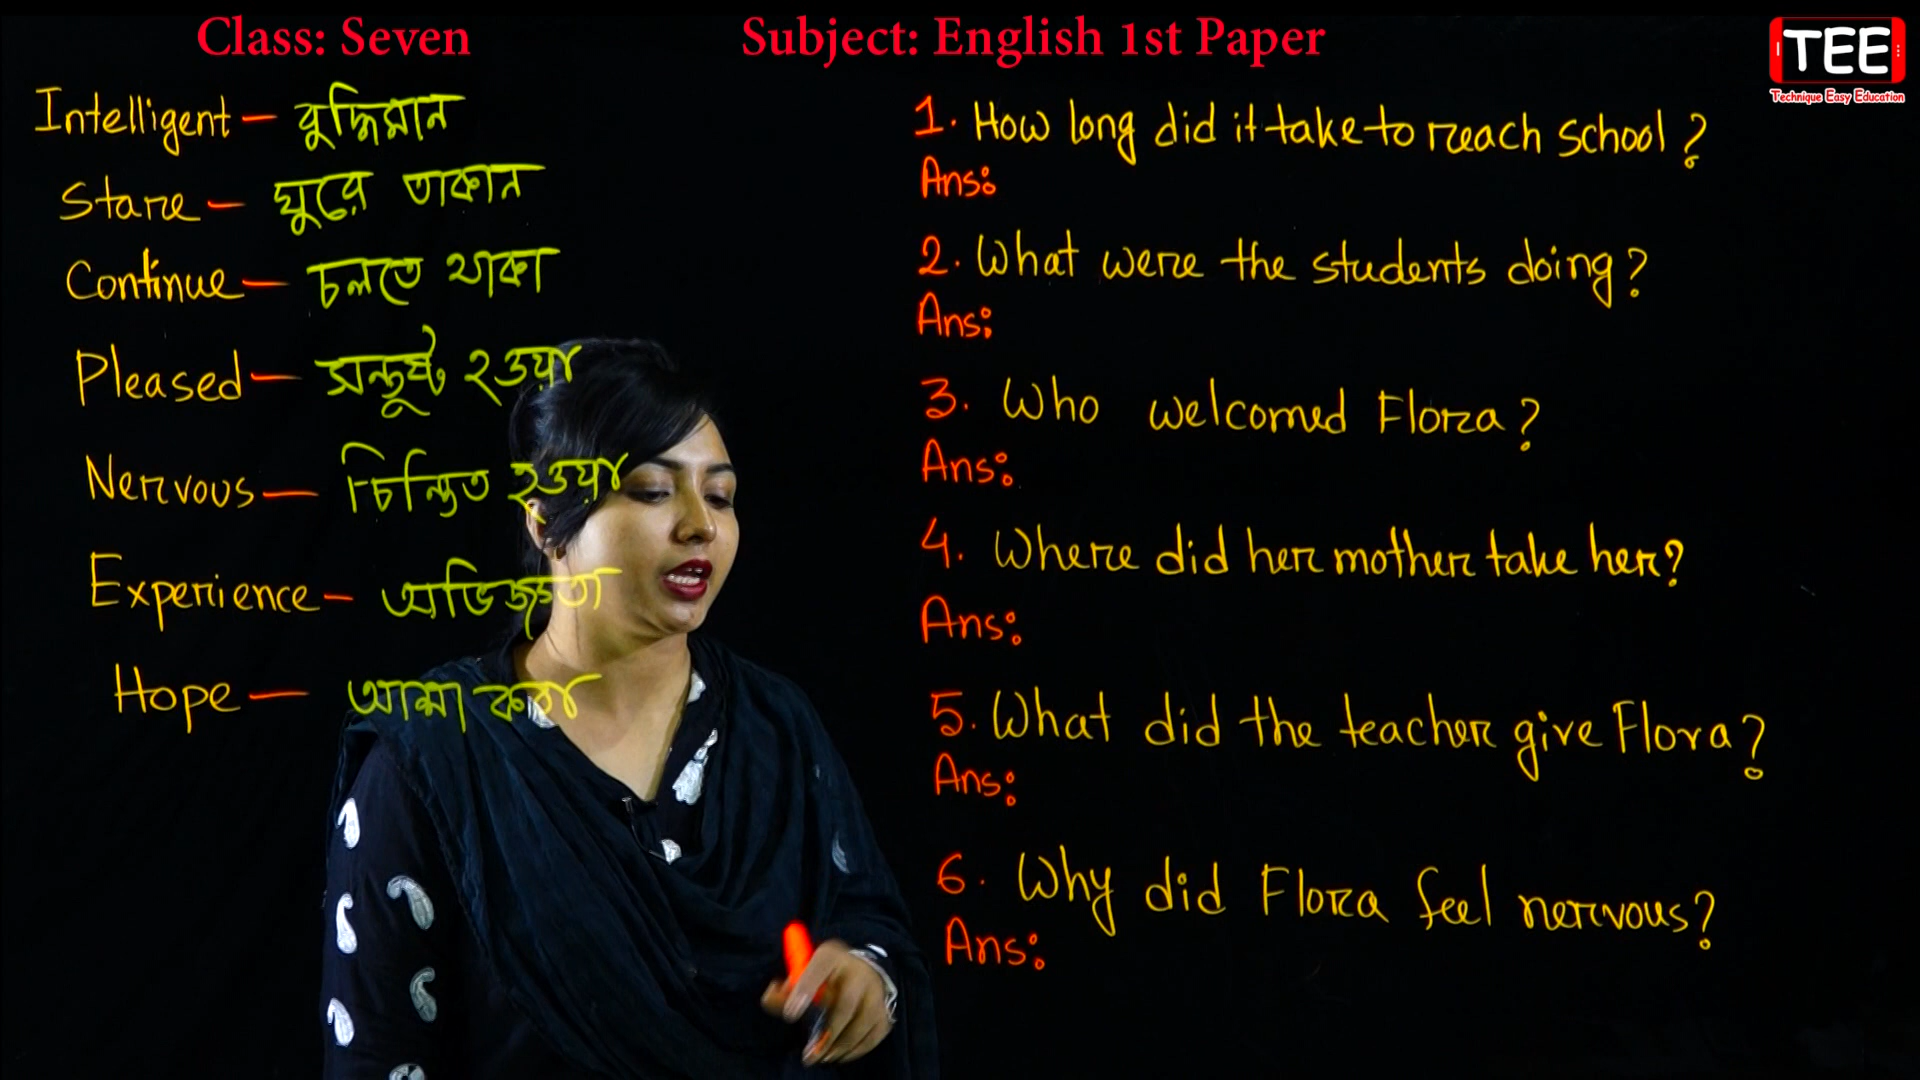 Class: Seven
Subject: English 1st Paper
TEE
Technique Easy Education
Intelligent — বুদ্ধিমান
Stare — ঘুরে তাকান
Continue — চলতে থাকা
Pleased — সন্তুষ্ট হওয়া
Nervous — চিন্তিত হওয়া
Experience — অভিজ্ঞতা
Hope — আশা করা
1. How long did it take to reach school?
Ans:
2. What were the students doing?
Ans:
3. Who welcomed Flora?
Ans:
4. Where did her mother take her?
Ans:
5. What did the teacher give Flora?
Ans:
6. Why did Flora feel nervous?
Ans: